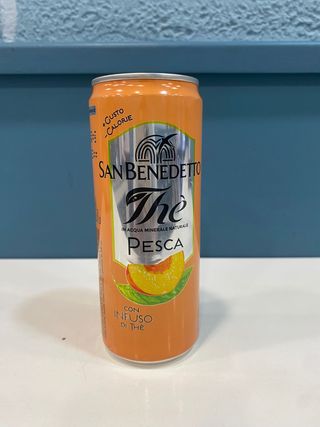 +GUSTO
-CALORIE
SAN BENEDETTO
Thè
IN ACQUA MINERALE NATURALE
PESCA
CON
INFUSO
DI THÈ